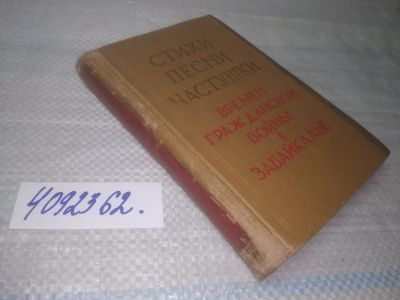 СТИХИ
ПЕСНИ
ЧАСТУШКИ
ВРЕМЕН
ГРАЖДАНСКОЙ
ВОЙНЫ В
ЗАБАЙКАЛЬЕ
4092362.